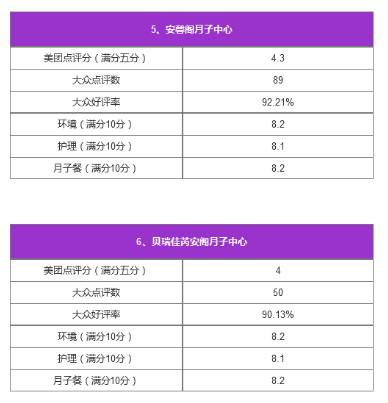 5、安馨阁月子中心
美团点评分（满分五分） 4.3
大众点评数 89
大众好评率 92.21%
环境（满分10分） 8.2
护理（满分10分） 8.1
月子餐（满分10分） 8.2
6、贝瑞佳芮安阁月子中心
美团点评分（满分五分） 4
大众点评数 50
大众好评率 90.13%
环境（满分10分） 8.2
护理（满分10分） 8.1
月子餐（满分10分） 8.2